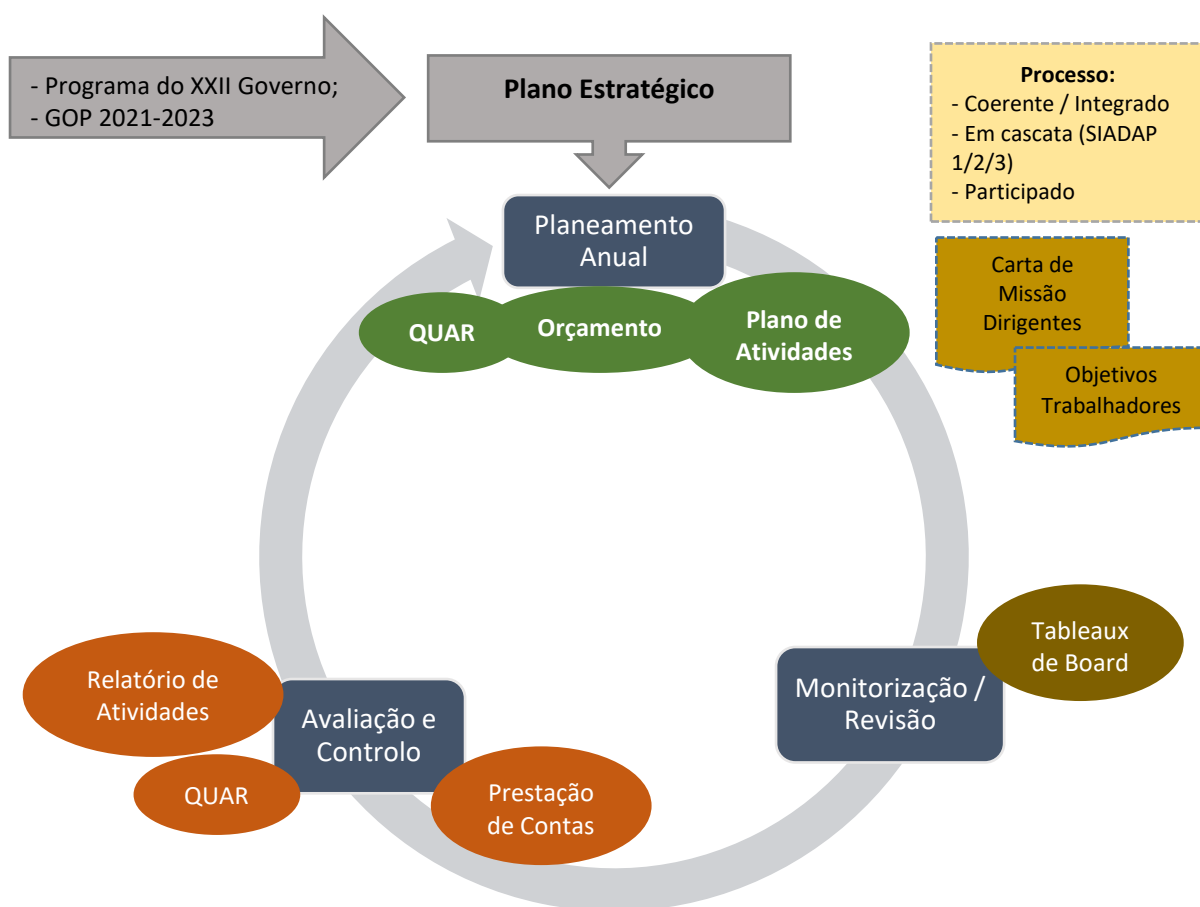 - Programa do XXII Governo;
- GOP 2021-2023
Plano Estratégico
Processo:
- Coerente / Integrado
- Em cascata (SIADAP
1/2/3)
- Participado
Planeamento
Anual
QUAR
Orçamento
Plano de
Atividades
Carta de
Missão
Dirigentes
Objetivos
Trabalhadores
Tableaux
de Board
Monitorização /
Revisão
Relatório de
Atividades
Avaliação e
Controlo
QUAR
Prestação
de Contas